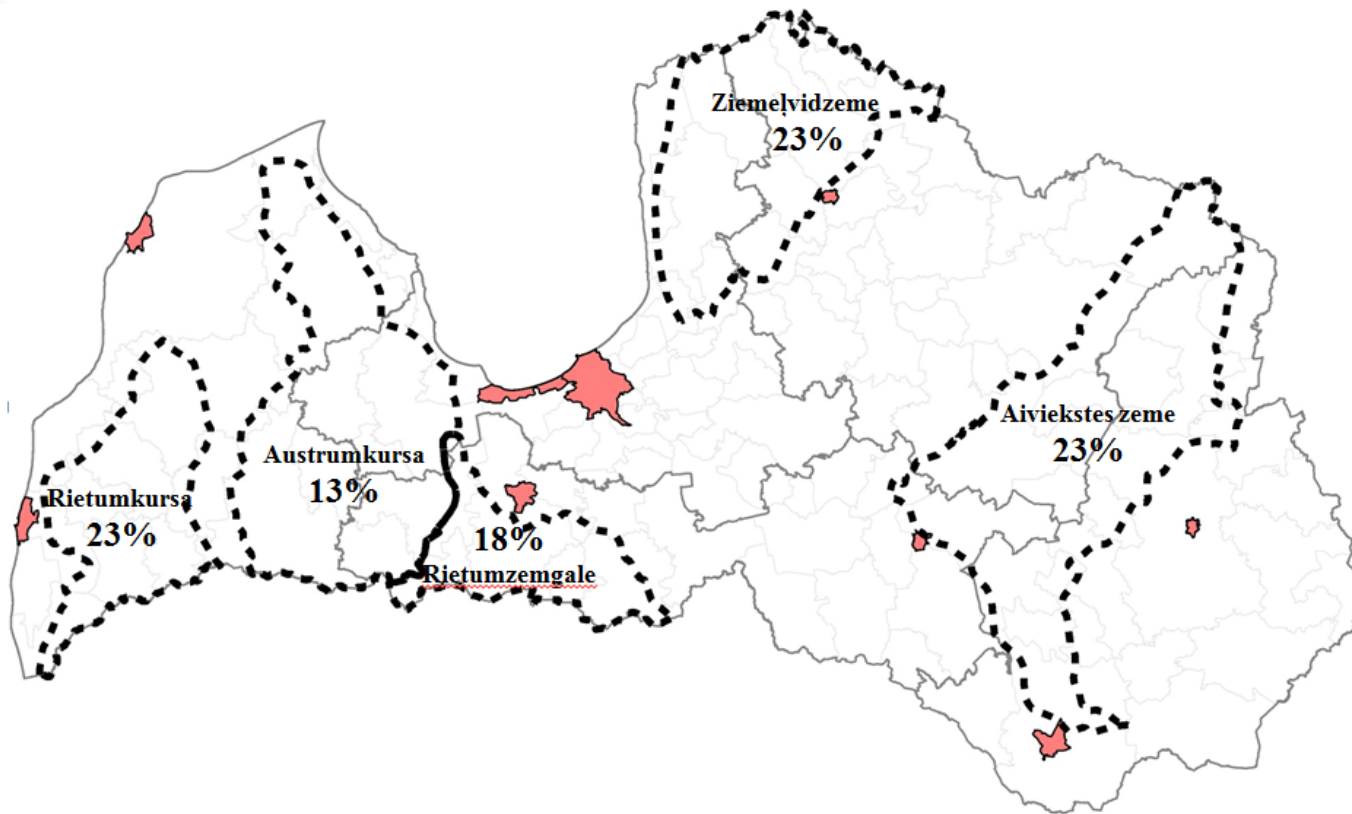 Ziemeļvidzeme
23%
Aiviekstes zeme
23%
Austrumkursa
13%
Rietumkursa
23%
18%
Rietumzemgale